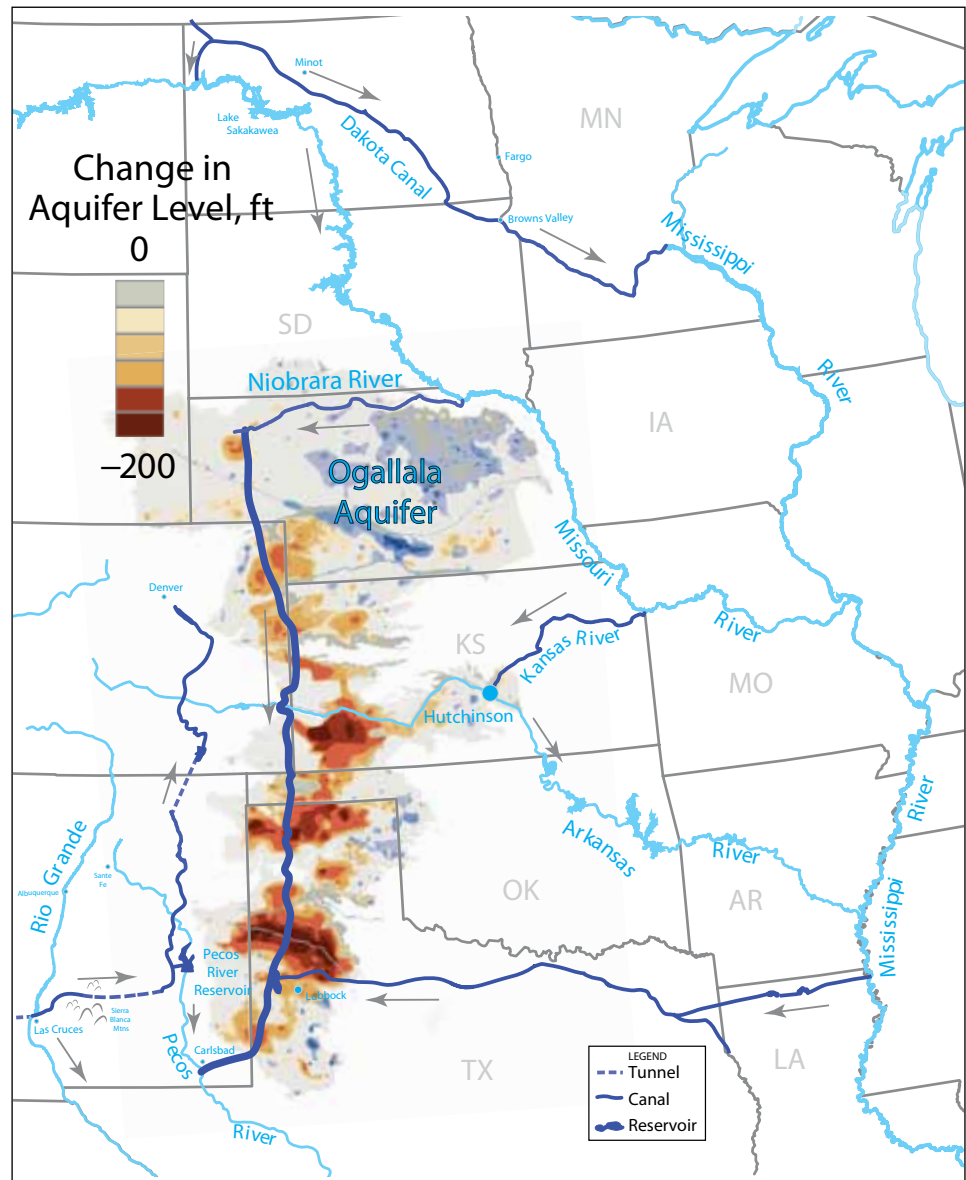 Minot
Lake
Sakakawea
MN
Dakota Canal
Fargo
Change in
Aquifer Level, ft
0
−200
Browns Valley
Mississippi
River
SD
Niobrara River
IA
Ogallala
Aquifer
Missouri
River
Denver
KS
Kansas River
MO
Hutchinson
River
Arkansas
River
Rio Grande
Sante
Fe
Albuquerque
OK
AR
Mississippi
Pecos
River
Reservoir
Lubbock
Sierra
Blanca
Mtns
Las Cruces
Pecos
River
Carlsbad
TX
LA
LEGEND
Tunnel
Canal
Reservoir